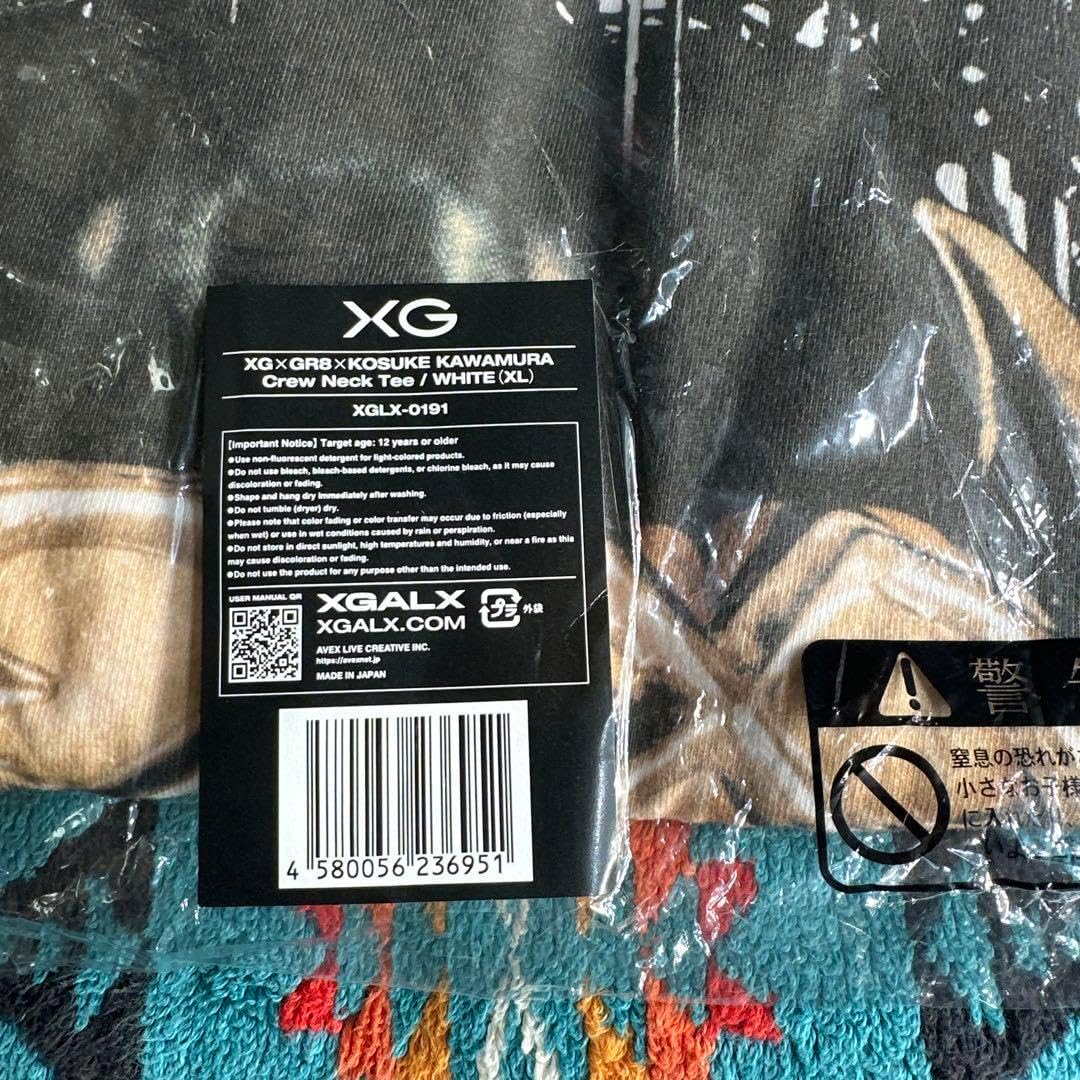 XG
XG×GR8×KOSUKE KAWAMURA
Crew Neck Tee / WHITE (XL)
XGLX-0191
[Important Notice] Target age: 12 years or older
●Use non-fluorescent detergent for light-colored products.
●Do not use bleach, bleach-based detergents, or chlorine bleach, as it may cause
discoloration or fading.
●Shape and hang dry immediately after washing.
●Do not tumble (dryer) dry.
●Please note that color fading or color transfer may occur due to friction (especially
when wet) or use in wet conditions caused by rain or perspiration.
●Do not store in direct sunlight, high temperatures and humidity, or near a fire as this
may cause discoloration or fading.
●Do not use the product for any purpose other than the intended use.
USER MANUAL QR
XGALX
XGALX.COM
プラ 外袋
AVEX LIVE CREATIVE INC.
https://avexnet.jp
MADE IN JAPAN
4 580056 236951
警
窒息の恐れが
小さなお子様
に入